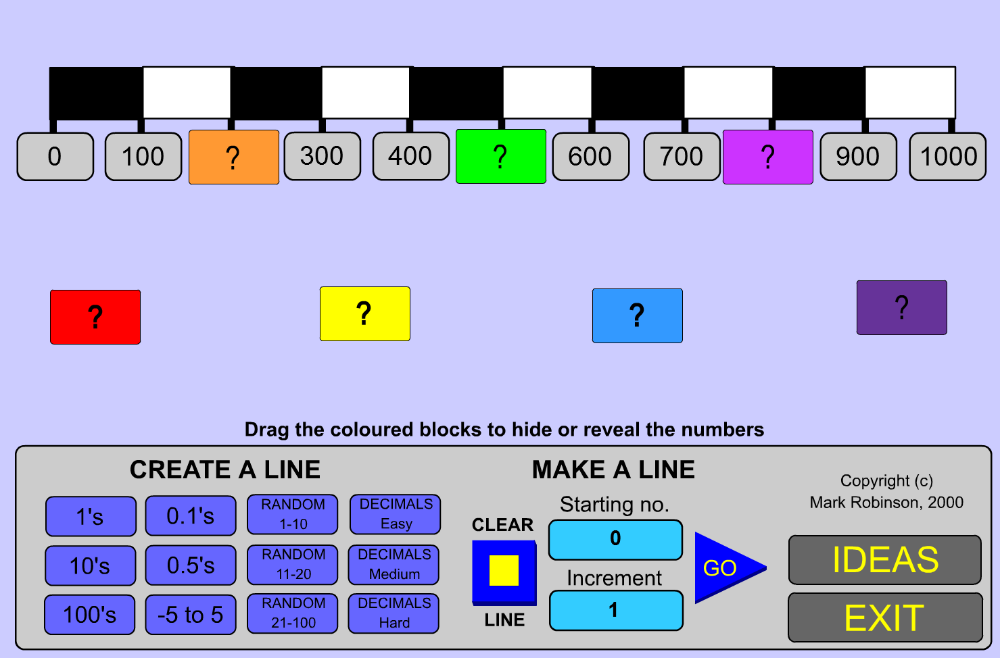 0 100 ? 300 400 ? 600 700 ? 900 1000
? ? ? ?
Drag the coloured blocks to hide or reveal the numbers
CREATE A LINE
1's 0.1's RANDOM 1-10 DECIMALS Easy
10's 0.5's RANDOM 11-20 DECIMALS Medium
100's -5 to 5 RANDOM 21-100 DECIMALS Hard
MAKE A LINE
CLEAR
LINE
Starting no.
0
Increment
1
GO
Copyright (c)
Mark Robinson, 2000
IDEAS
EXIT